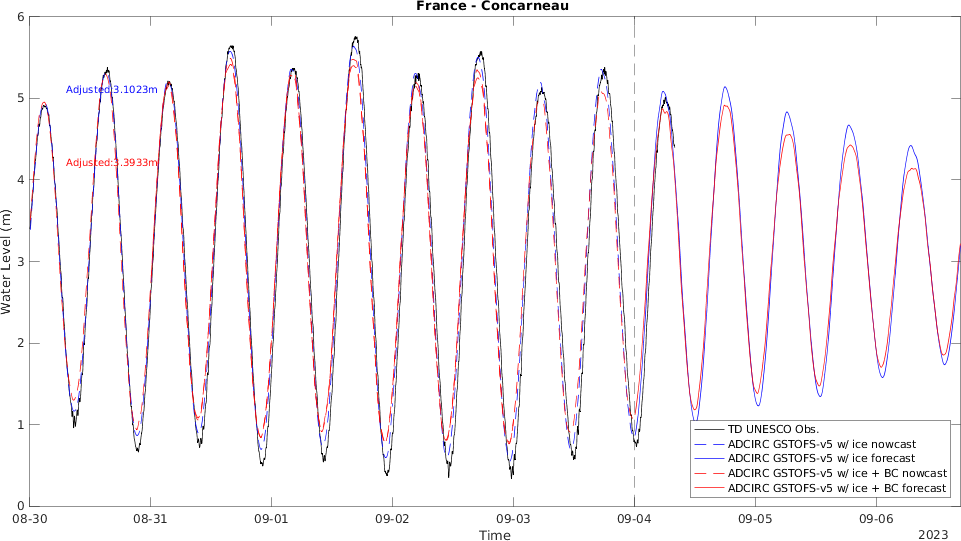 France - Concarneau
6
5
4
3
2
1
0
Water Level (m)
Adjusted:3.1023m
Adjusted:3.3933m
TD UNESCO Obs.
ADCIRC GSTOFS-v5 w/ ice nowcast
ADCIRC GSTOFS-v5 w/ ice forecast
ADCIRC GSTOFS-v5 w/ ice + BC nowcast
ADCIRC GSTOFS-v5 w/ ice + BC forecast
08-30 08-31 09-01 09-02 09-03 09-04 09-05 09-06
Time
2023